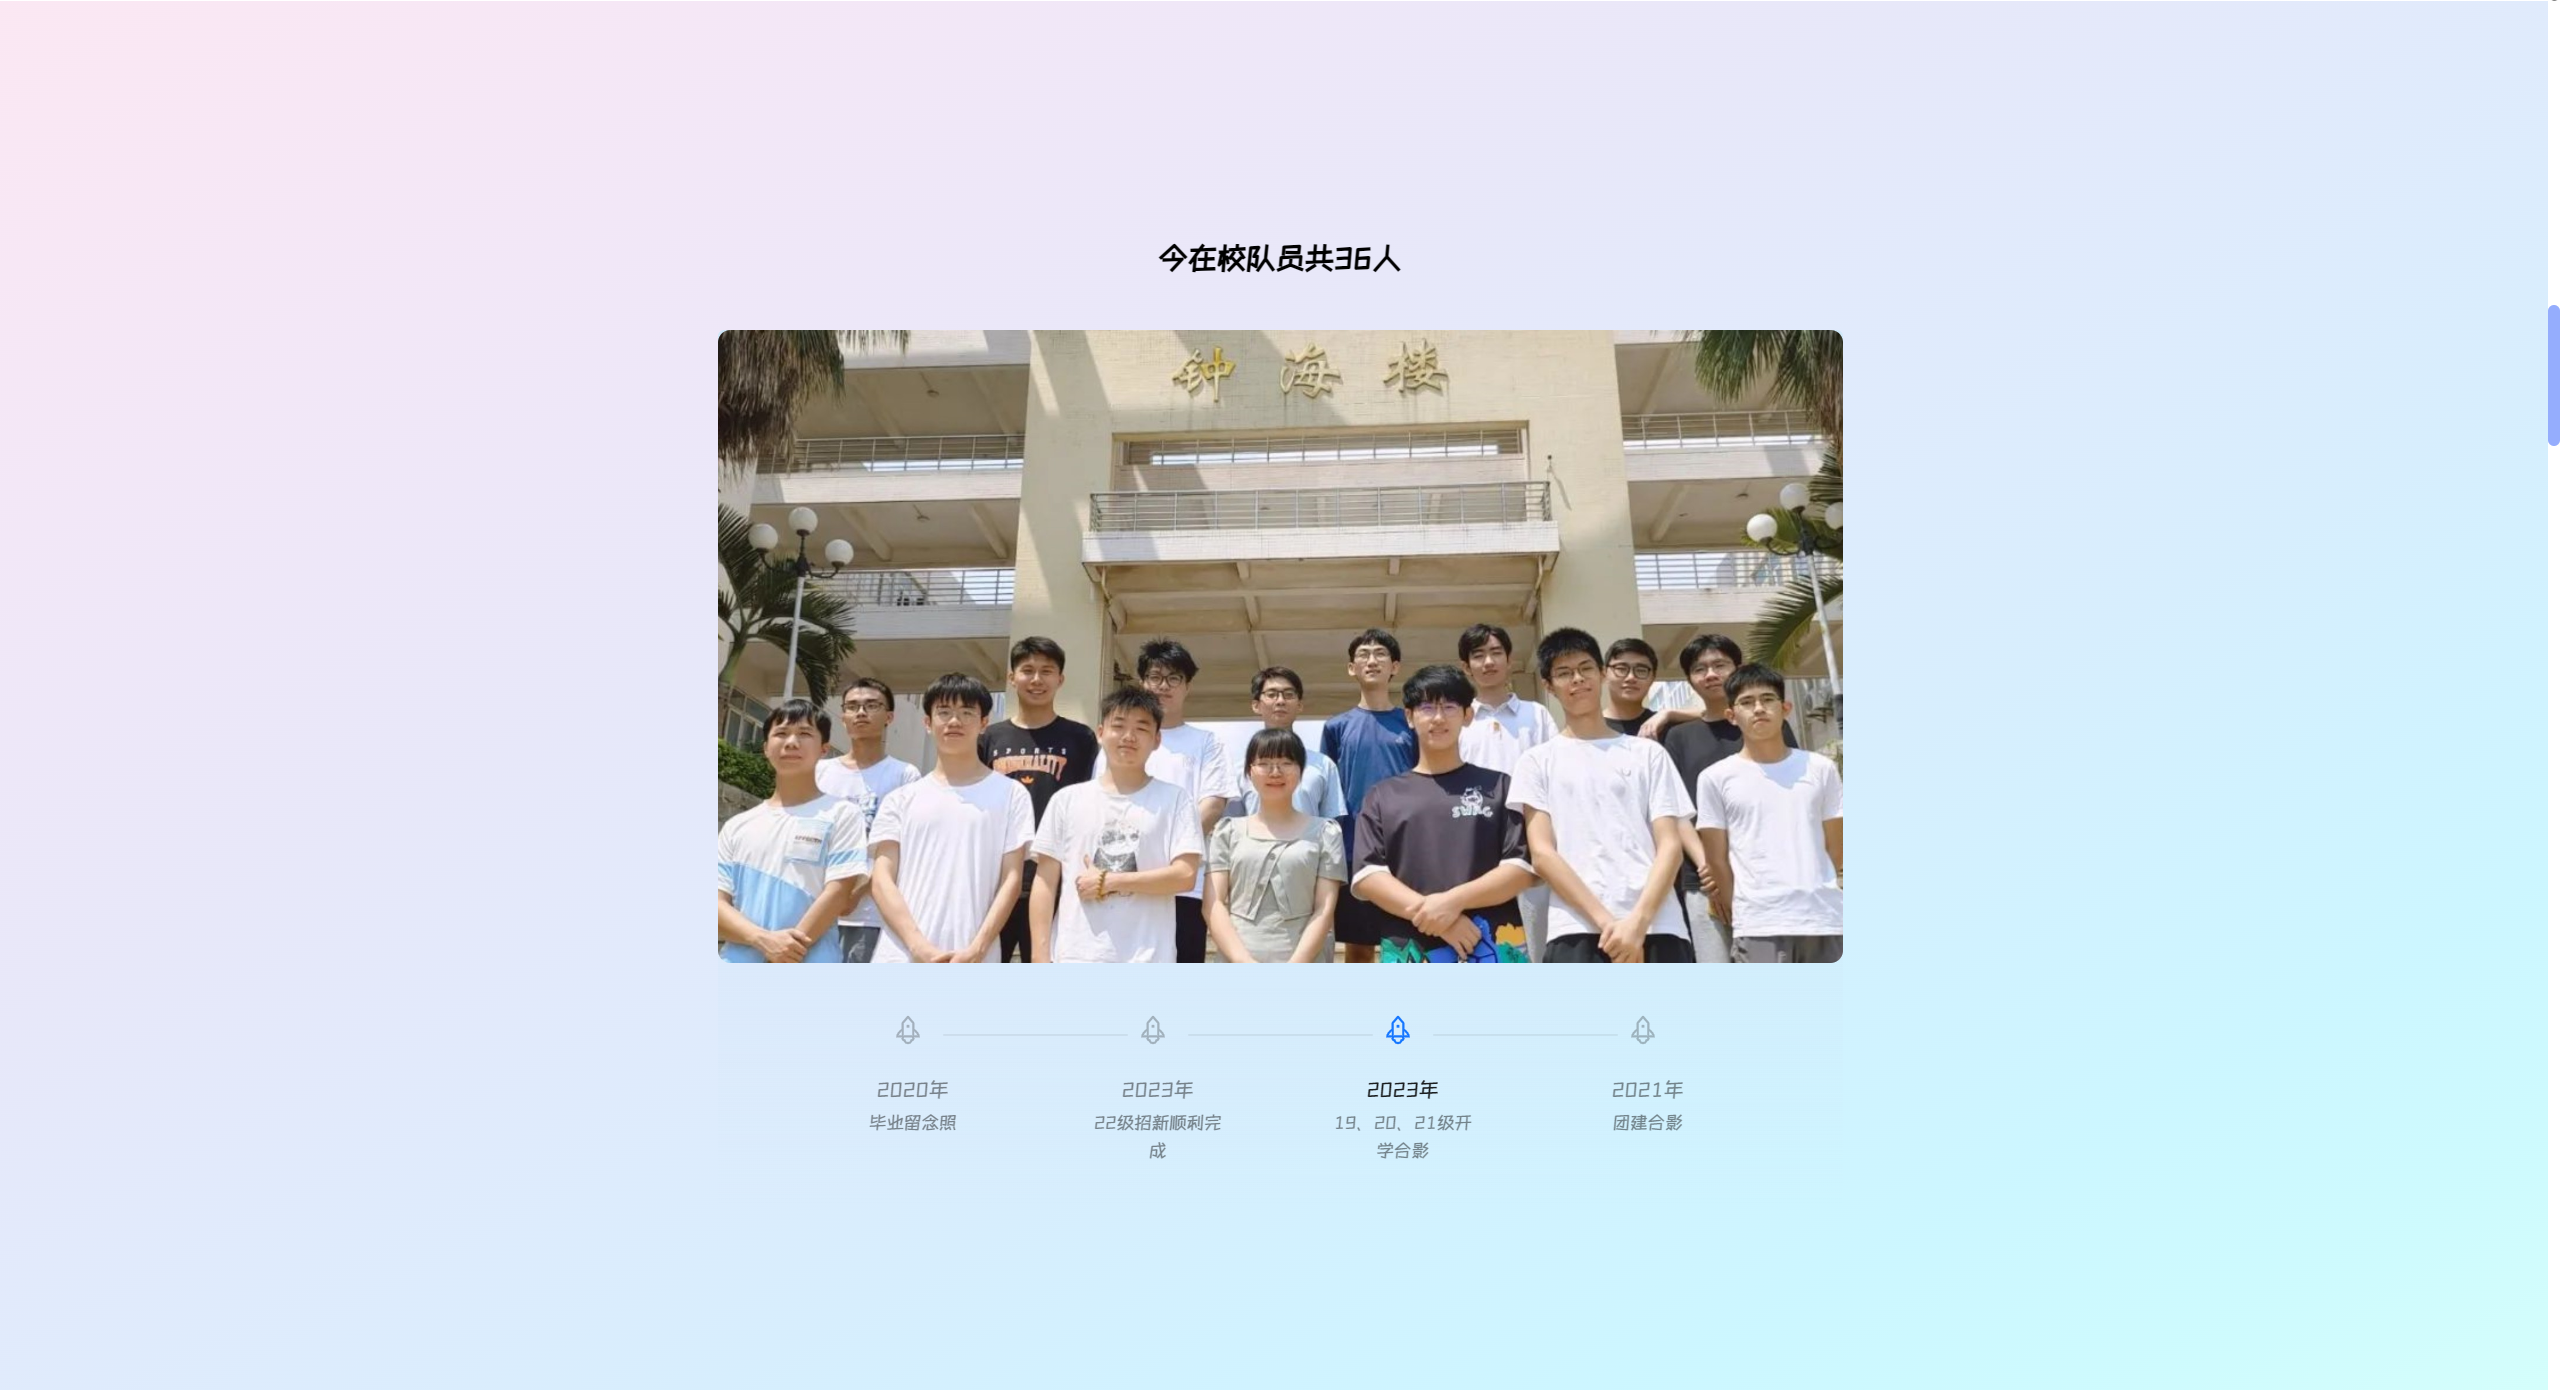 今在校队员共36人
钟海楼
SPORTS
SWAG
2020年
毕业留念照
2023年
22级招新顺利完
成
2023年
19、20、21级开
学合影
2021年
团建合影